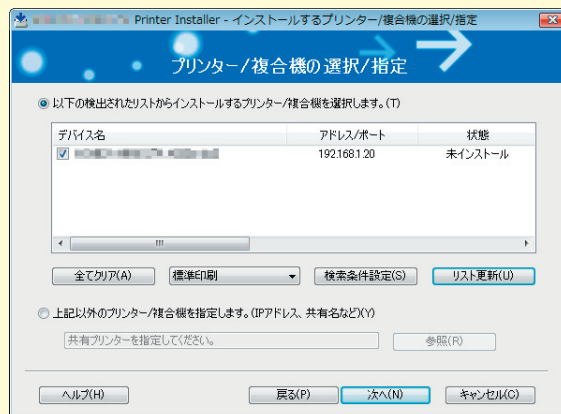 Printer Installer - インストールするプリンター/複合機の選択/指定
プリンター/複合機の選択/指定
以下の検出されたリストからインストールするプリンター/複合機を選択します。(T)
デバイス名 アドレス/ポート 状態
192.168.1.20 未インストール
全てクリア(A) 標準印刷 検索条件設定(S) リスト更新(U)
上記以外のプリンター/複合機を指定します。(IPアドレス、共有名など)(Y)
共有プリンターを指定してください。 参照(R)
ヘルプ(H) 戻る(P) 次へ(N) キャンセル(C)